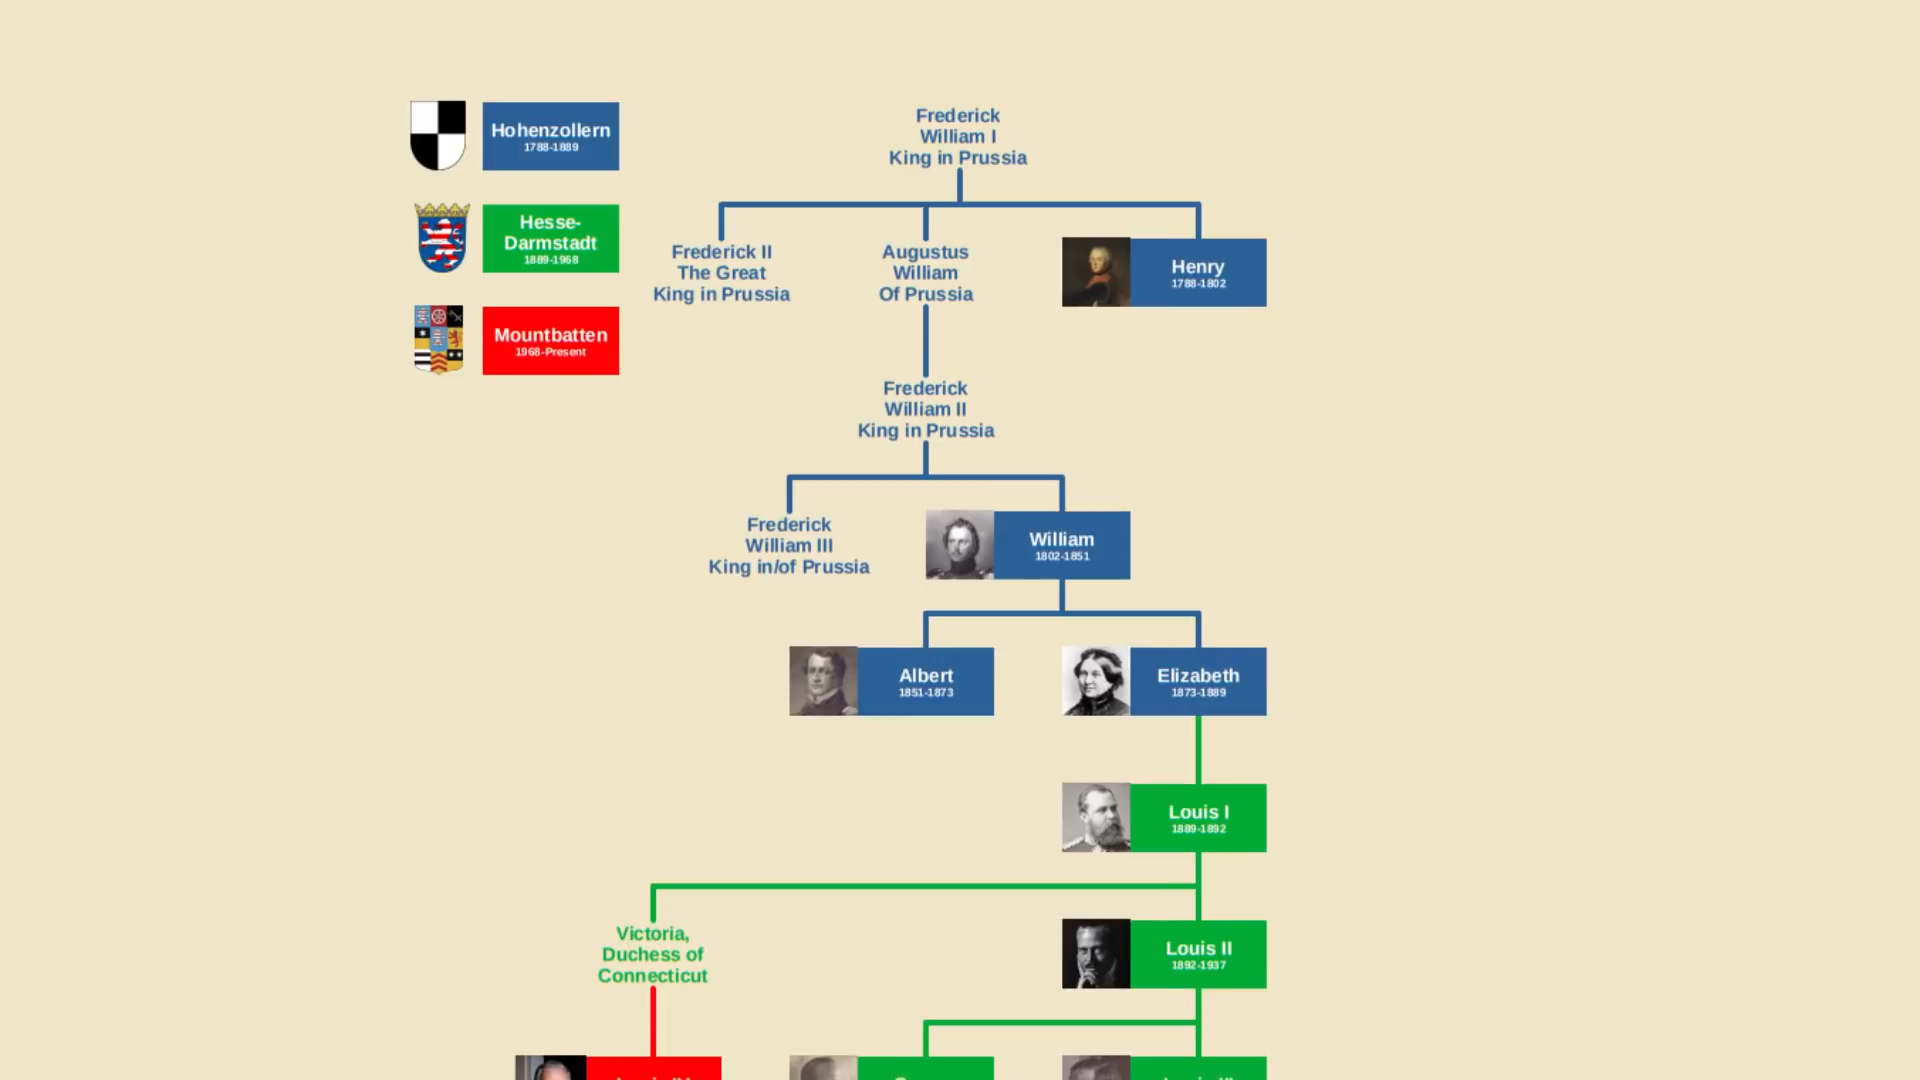 Hohenzollern
1788-1889
Hesse-
Darmstadt
1889-1968
Mountbatten
1968-Present
Frederick
William I
King in Prussia
Frederick II
The Great
King in Prussia
Augustus
William
Of Prussia
Henry
1788-1802
Frederick
William II
King in Prussia
Frederick
William III
King in/of Prussia
William
1802-1851
Albert
1851-1873
Elizabeth
1873-1889
Louis I
1889-1892
Victoria,
Duchess of
Connecticut
Louis II
1892-1937